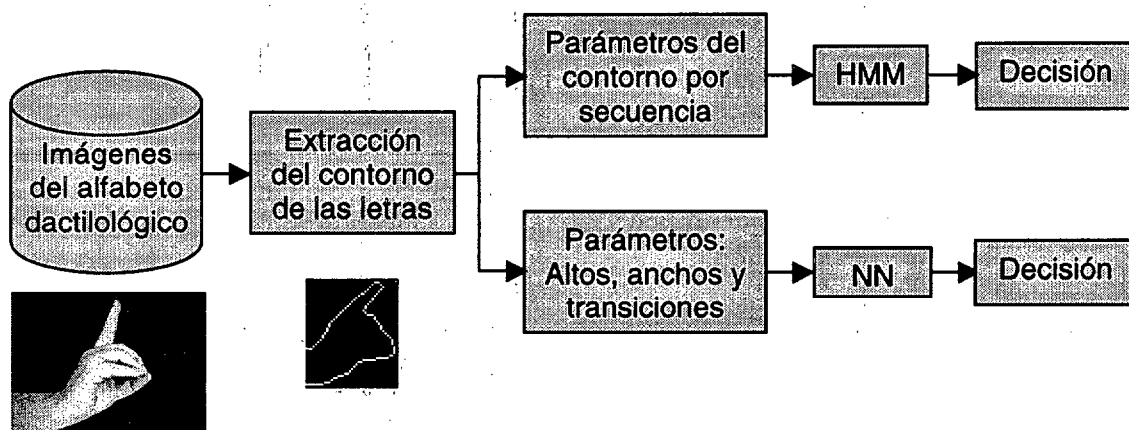 Imágenes
del alfabeto
dactilológico
Extracción
del contorno
de las letras
Parámetros del
contorno por
secuencia
HMM
Decisión
Parámetros:
Altos, anchos y
transiciones
NN
Decisión